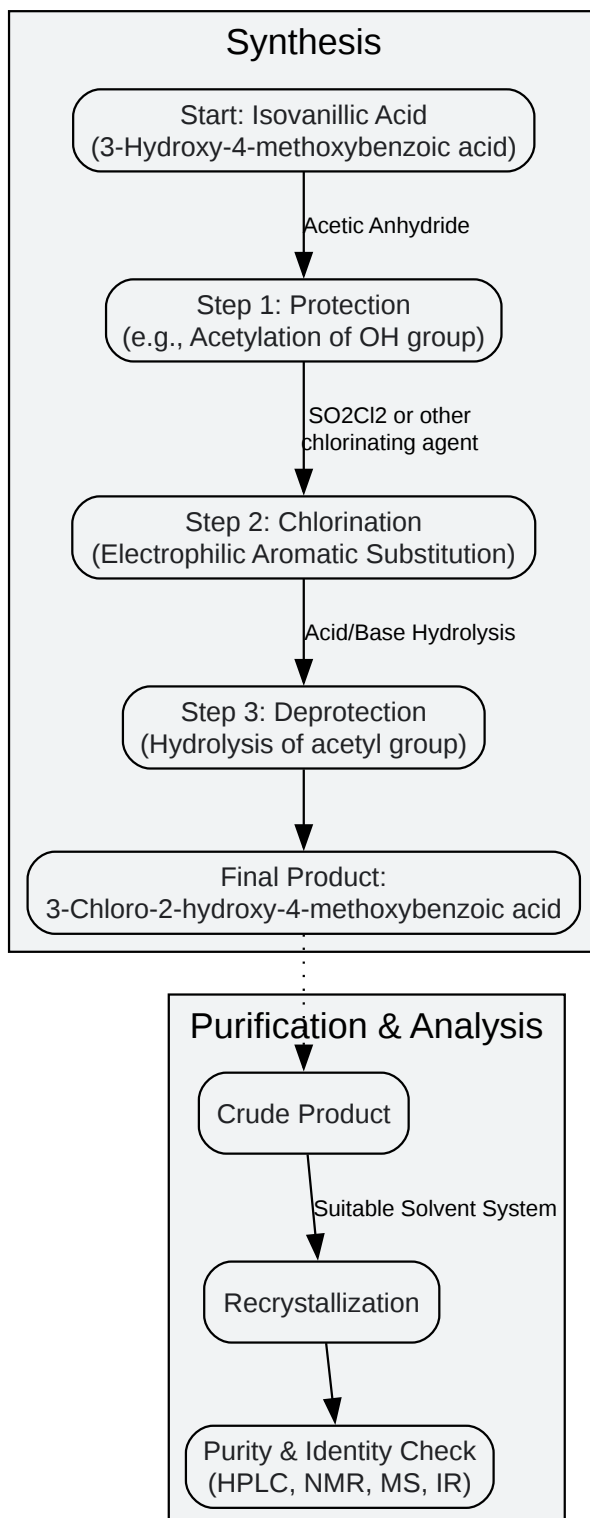 Synthesis
Start: Isovanillic Acid
(3-Hydroxy-4-methoxybenzoic acid)
Acetic Anhydride
Step 1: Protection
(e.g., Acetylation of OH group)
SO2Cl2 or other
chlorinating agent
Step 2: Chlorination
(Electrophilic Aromatic Substitution)
Acid/Base Hydrolysis
Step 3: Deprotection
(Hydrolysis of acetyl group)
Final Product:
3-Chloro-2-hydroxy-4-methoxybenzoic acid
Purification & Analysis
Crude Product
Suitable Solvent System
Recrystallization
Purity & Identity Check
(HPLC, NMR, MS, IR)